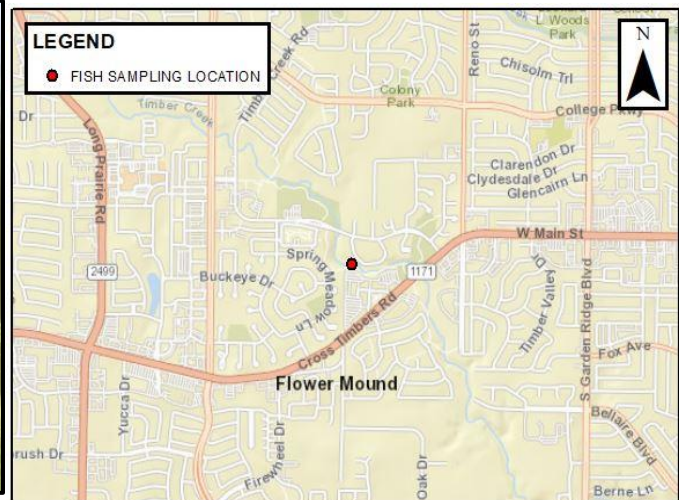 LEGEND
FISH SAMPLING LOCATION
N
L Woods
Park
Reno St
Chisolm Trl
Creek Rd
Timber Creek
Colony
Park
College Pkwy
Dr
Long Prairie Rd
Clarendon Dr
Clydesdale Dr
Glencairn Ln
W Main St
2499
Buckeye Dr
Spring
Meadow Ln
1171
Timber Valley Dr
S Garden Ridge Blvd
Cross Timbers Rd
Fox Ave
Flower Mound
Yucca Dr
Bellaire Blvd
rush Dr
Firewheel Dr
Oak Dr
Berne Ln